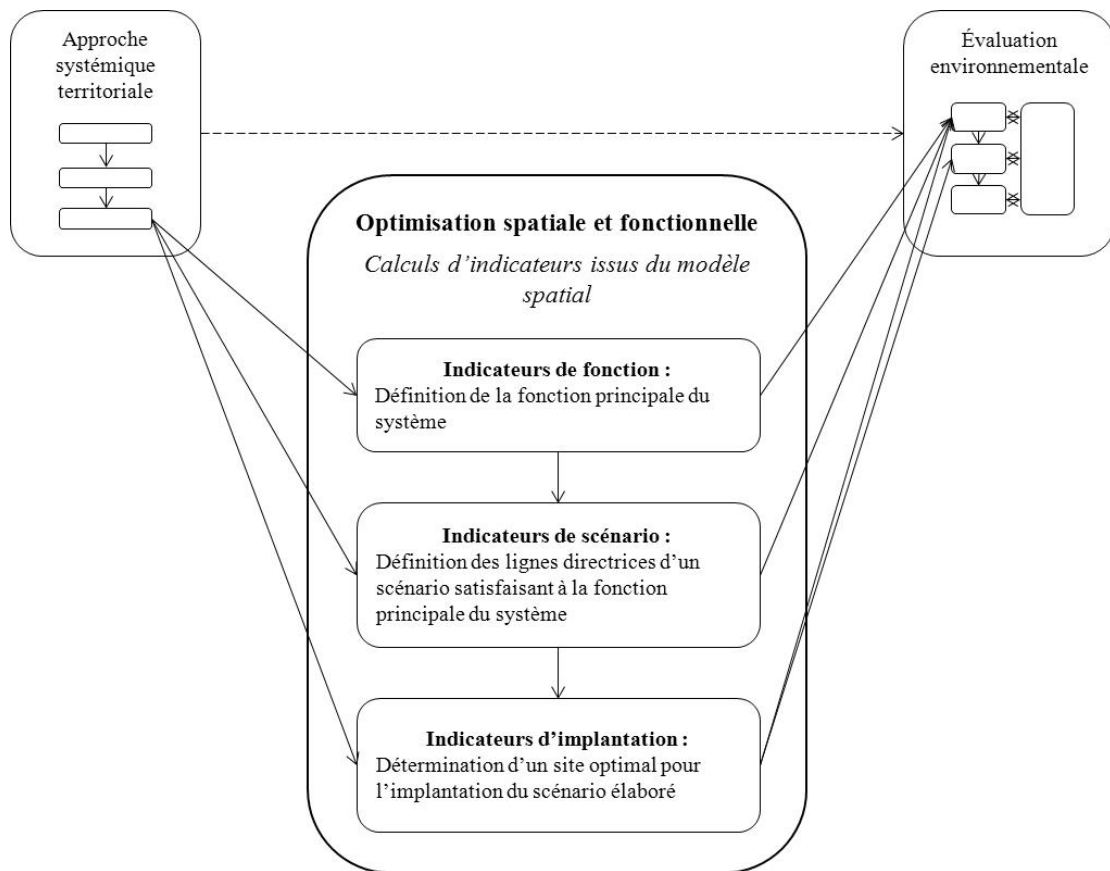 Approche
systémique
territoriale
Évaluation
environnementale
Optimisation spatiale et fonctionnelle
Calculs d’indicateurs issus du modèle
spatial
Indicateurs de fonction :
Définition de la fonction principale du
système
Indicateurs de scénario :
Définition des lignes directrices d’un
scénario satisfaisant à la fonction
principale du système
Indicateurs d’implantation :
Détermination d’un site optimal pour
l’implantation du scénario élaboré